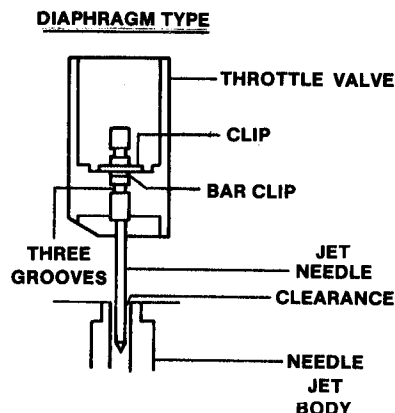 DIAPHRAGM TYPE
THROTTLE VALVE
CLIP
BAR CLIP
THREE
GROOVES
JET
NEEDLE
CLEARANCE
NEEDLE
JET
BODY